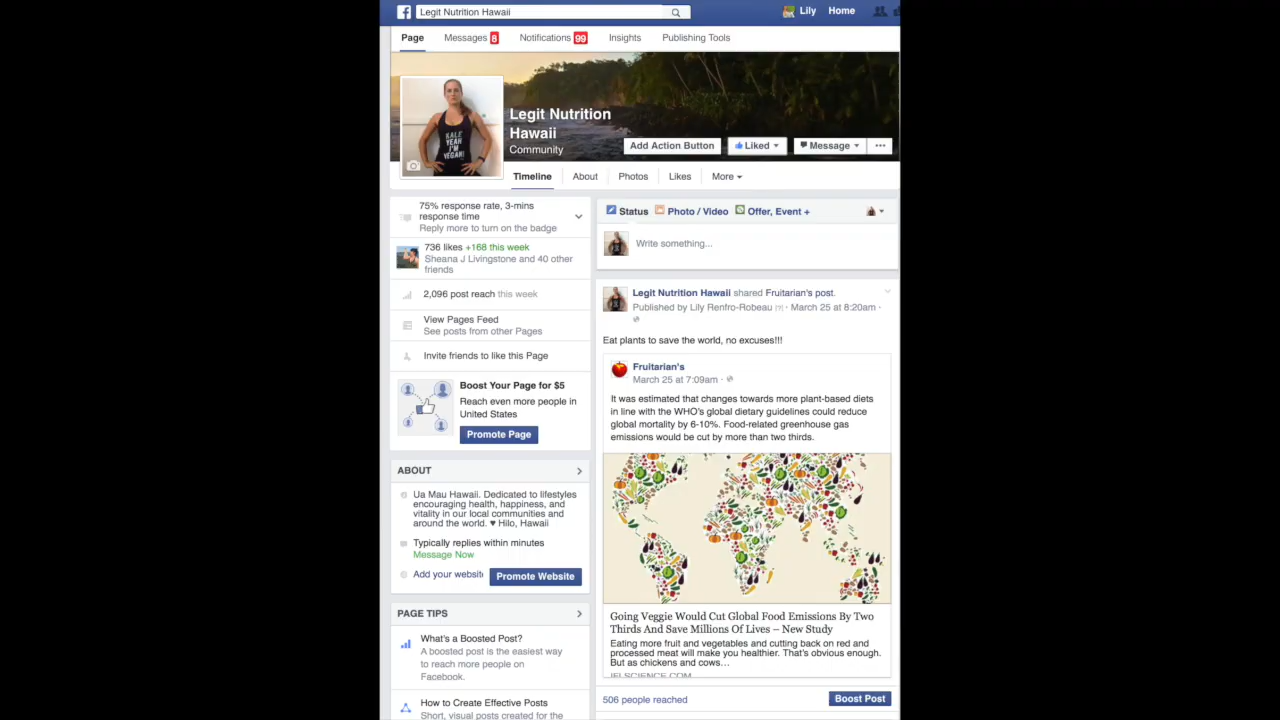 Legit Nutrition Hawaii
Lily Home
Page Messages 8 Notifications 99 Insights Publishing Tools
KALE
YEAH
I'M
VEGAN!
Legit Nutrition
Hawaii
Community
Add Action Button Liked Message ...
Timeline About Photos Likes More
75% response rate, 3-mins
response time
Reply more to turn on the badge
736 likes +168 this week
Sheana J Livingstone and 40 other
friends
2,096 post reach this week
View Pages Feed
See posts from other Pages
Invite friends to like this Page
Boost Your Page for $5
Reach even more people in
United States
Promote Page
ABOUT
Ua Mau Hawaii. Dedicated to lifestyles
encouraging health, happiness, and
vitality in our local communities and
around the world. ♥ Hilo, Hawaii
Typically replies within minutes
Message Now
Add your website Promote Website
PAGE TIPS
What's a Boosted Post?
A boosted post is the easiest way
to reach more people on
Facebook.
How to Create Effective Posts
Short, visual posts created for the
Status Photo / Video Offer, Event +
Write something...
Legit Nutrition Hawaii shared Fruitarian's post.
Published by Lily Renfro-Robeau [?] · March 25 at 8:20am ·
Eat plants to save the world, no excuses!!!
Fruitarian's
March 25 at 7:09am ·
It was estimated that changes towards more plant-based diets
in line with the WHO's global dietary guidelines could reduce
global mortality by 6-10%. Food-related greenhouse gas
emissions would be cut by more than two thirds.
Going Veggie Would Cut Global Food Emissions By Two
Thirds And Save Millions Of Lives – New Study
Eating more fruit and vegetables and cutting back on red and
processed meat will make you healthier. That's obvious enough.
But as chickens and cows…
IFLSCIENCE.COM
506 people reached Boost Post